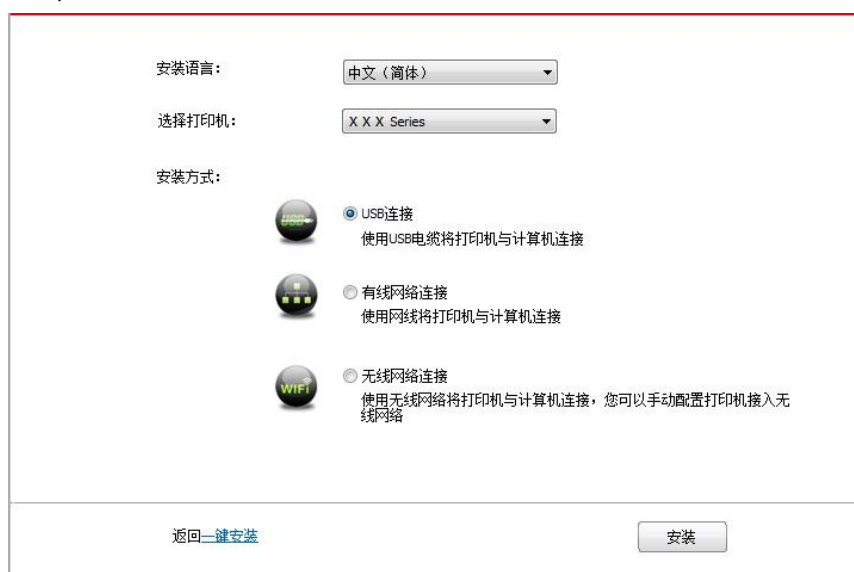 安装语言：
中文（简体）
选择打印机：
X X X Series
安装方式：
USB
USB连接
使用USB电缆将打印机与计算机连接
有线网络连接
使用网线将打印机与计算机连接
WiFi
无线网络连接
使用无线网络将打印机与计算机连接，您可以手动配置打印机接入无
线网络
返回一键安装
安装